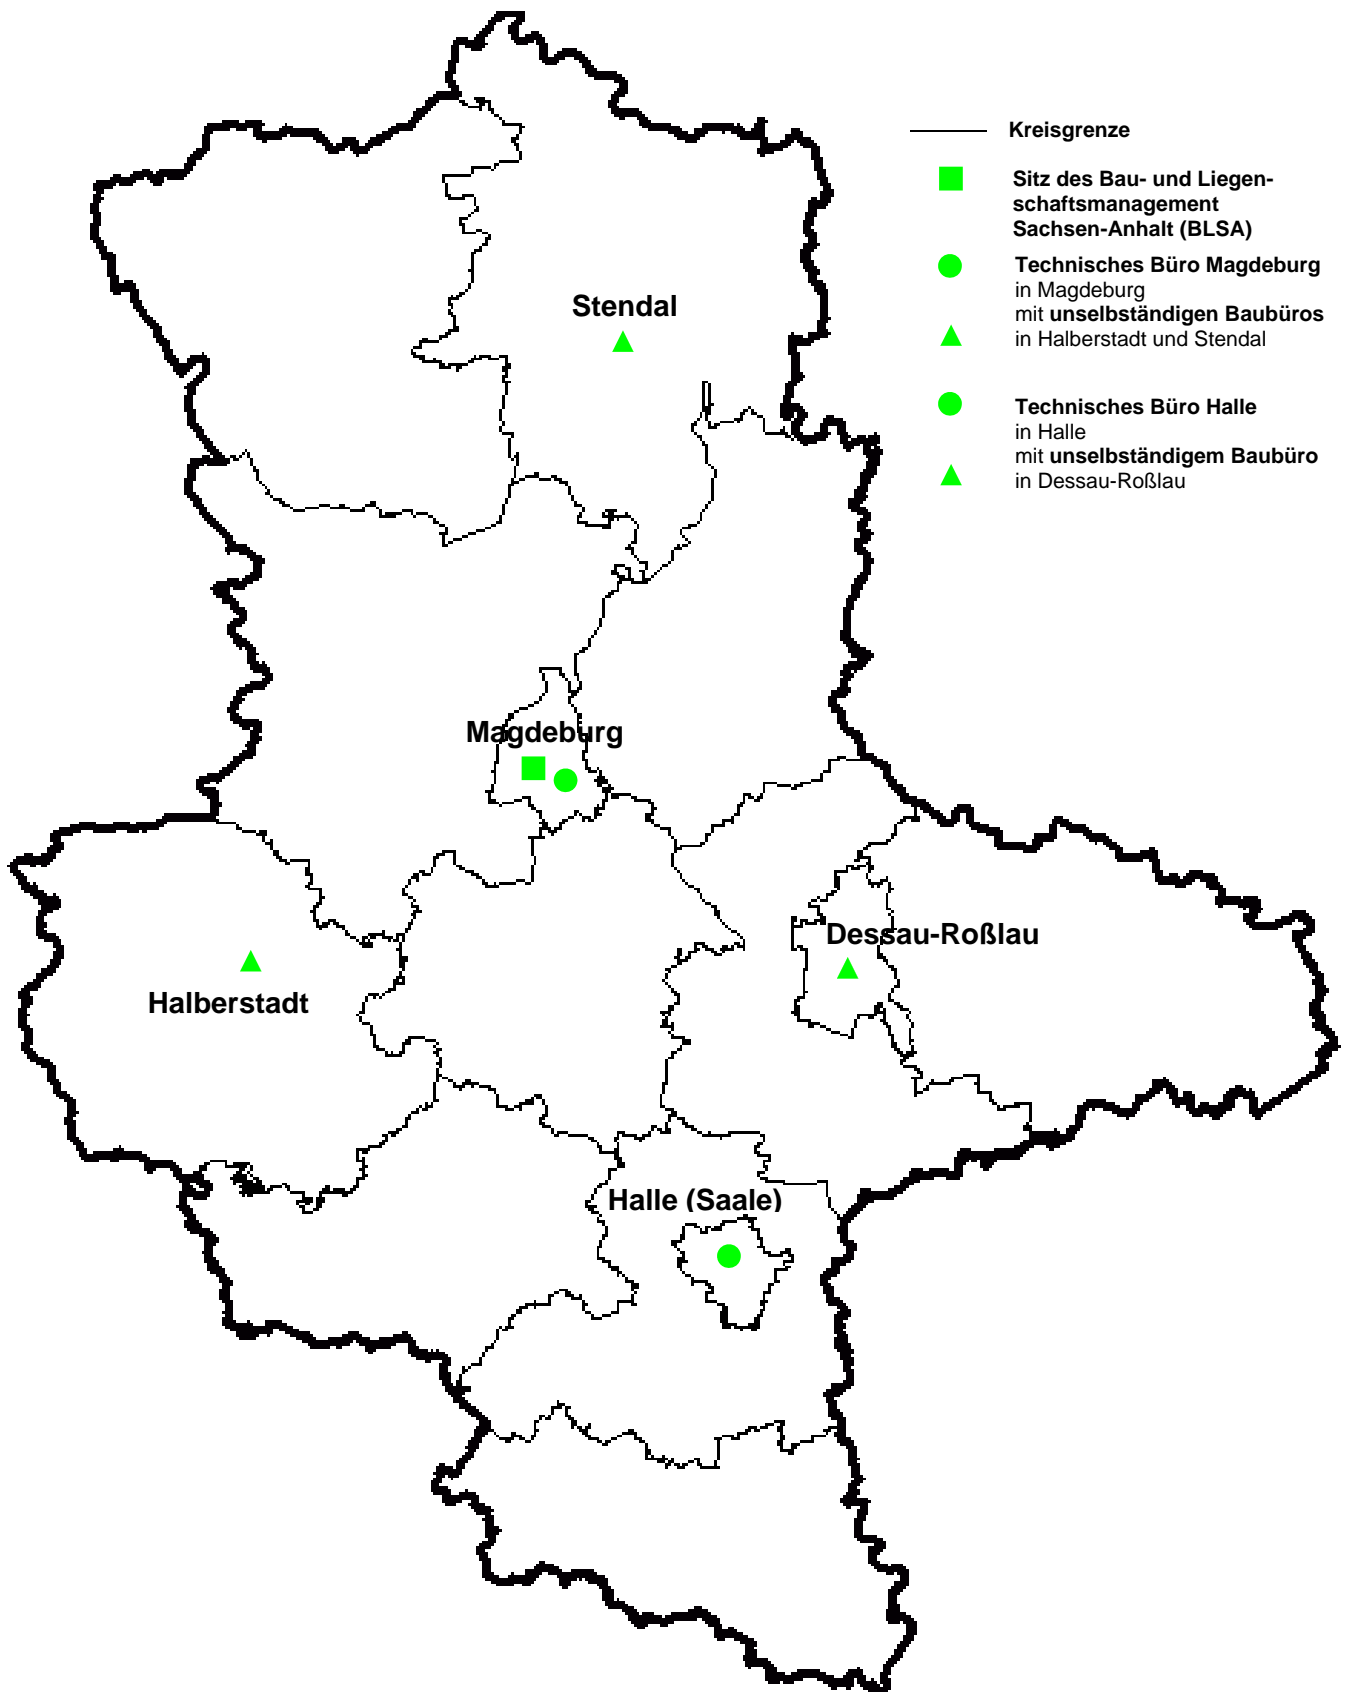 Kreisgrenze
Sitz des Bau- und Liegen-
schaftsmanagement
Sachsen-Anhalt (BLSA)
Technisches Büro Magdeburg
in Magdeburg
mit unselbständigen Baubüros
in Halberstadt und Stendal
Technisches Büro Halle
in Halle
mit unselbständigem Baubüro
in Dessau-Roßlau
Stendal
Magdeburg
Dessau-Roßlau
Halberstadt
Halle (Saale)